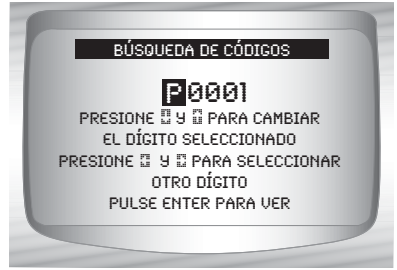 BÚSQUEDA DE CÓDIGOS
P0001
PRESIONE Y PARA CAMBIAR
EL DÍGITO SELECCIONADO
PRESIONE Y PARA SELECCIONAR
OTRO DÍGITO
PULSE ENTER PARA VER